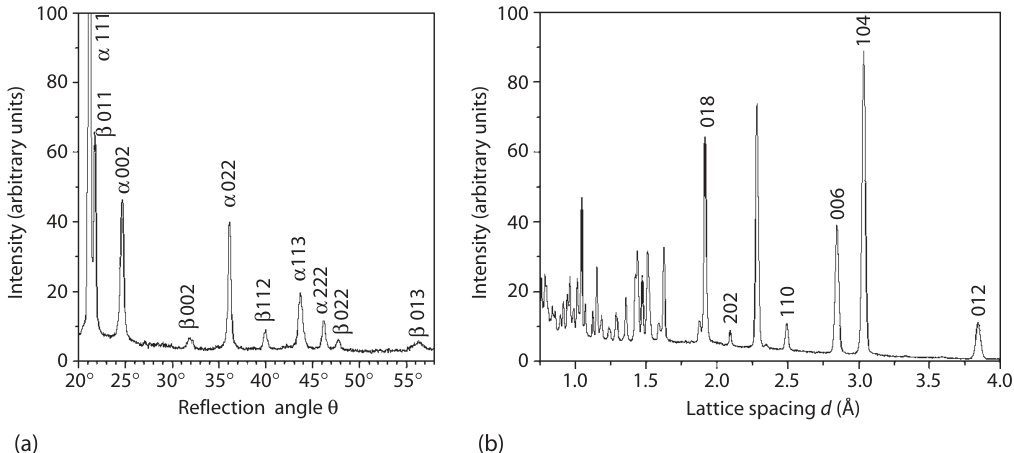 100
80
60
40
20
0
Intensity (arbitrary units)
α 111
β 011
α 002
β 002
α 022
β 112
α 113
α 222
β 022
β 013
20° 25° 30° 35° 40° 45° 50° 55°
Reflection angle θ
(a)
100
80
60
40
20
0
Intensity (arbitrary units)
018
202
110
006
104
012
1.0 1.5 2.0 2.5 3.0 3.5 4.0
Lattice spacing d (Å)
(b)